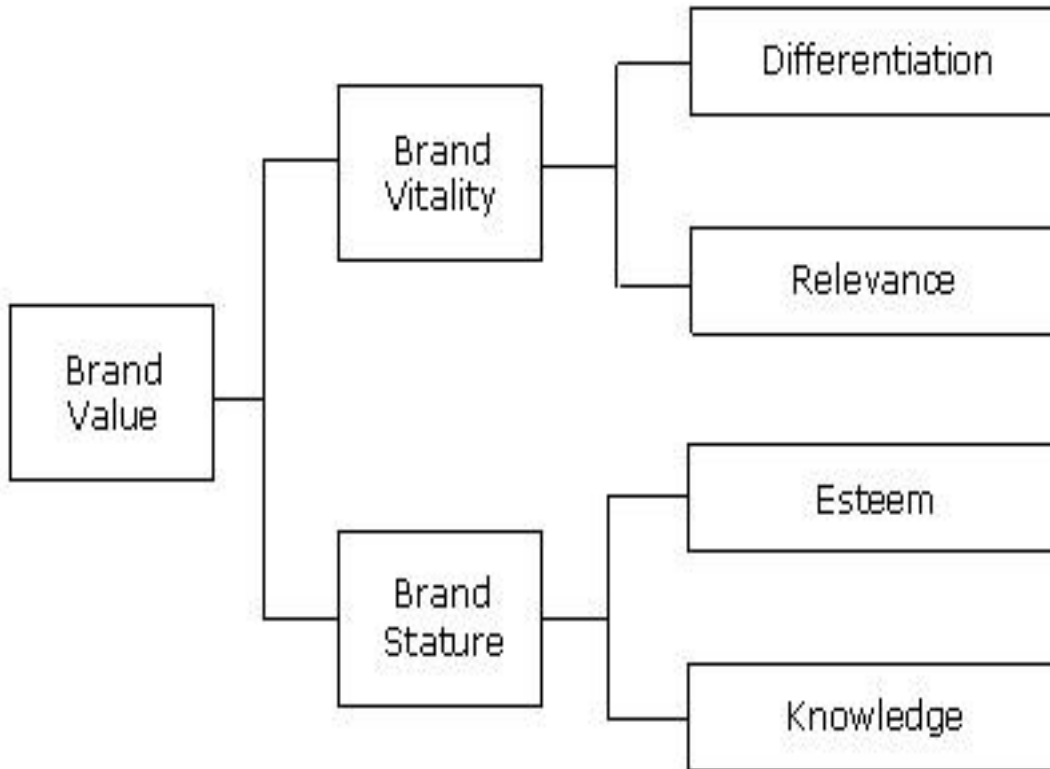 Differentiation
Brand
Vitality
Relevance
Brand
Value
Esteem
Brand
Stature
Knowledge